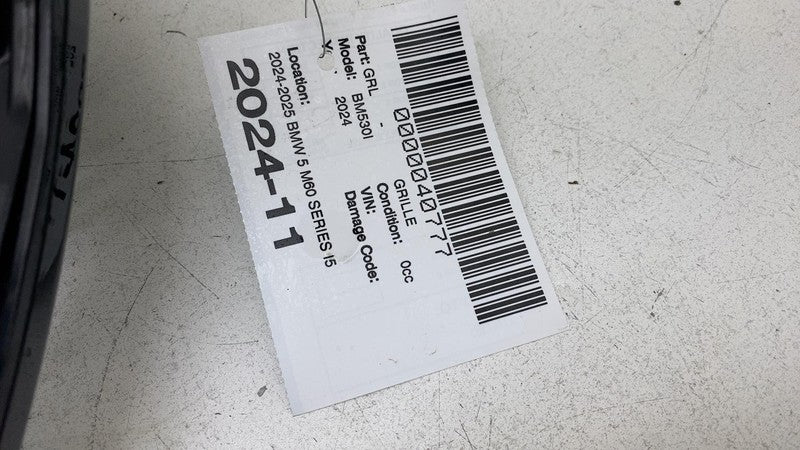 0000040777
Part: GRL - GRILLE
Model: BM530I Condition: 0cc
2024 VIN:
Damage Code:
Location:
2024-2025 BMW 5 M60 SERIES I5
2024-11